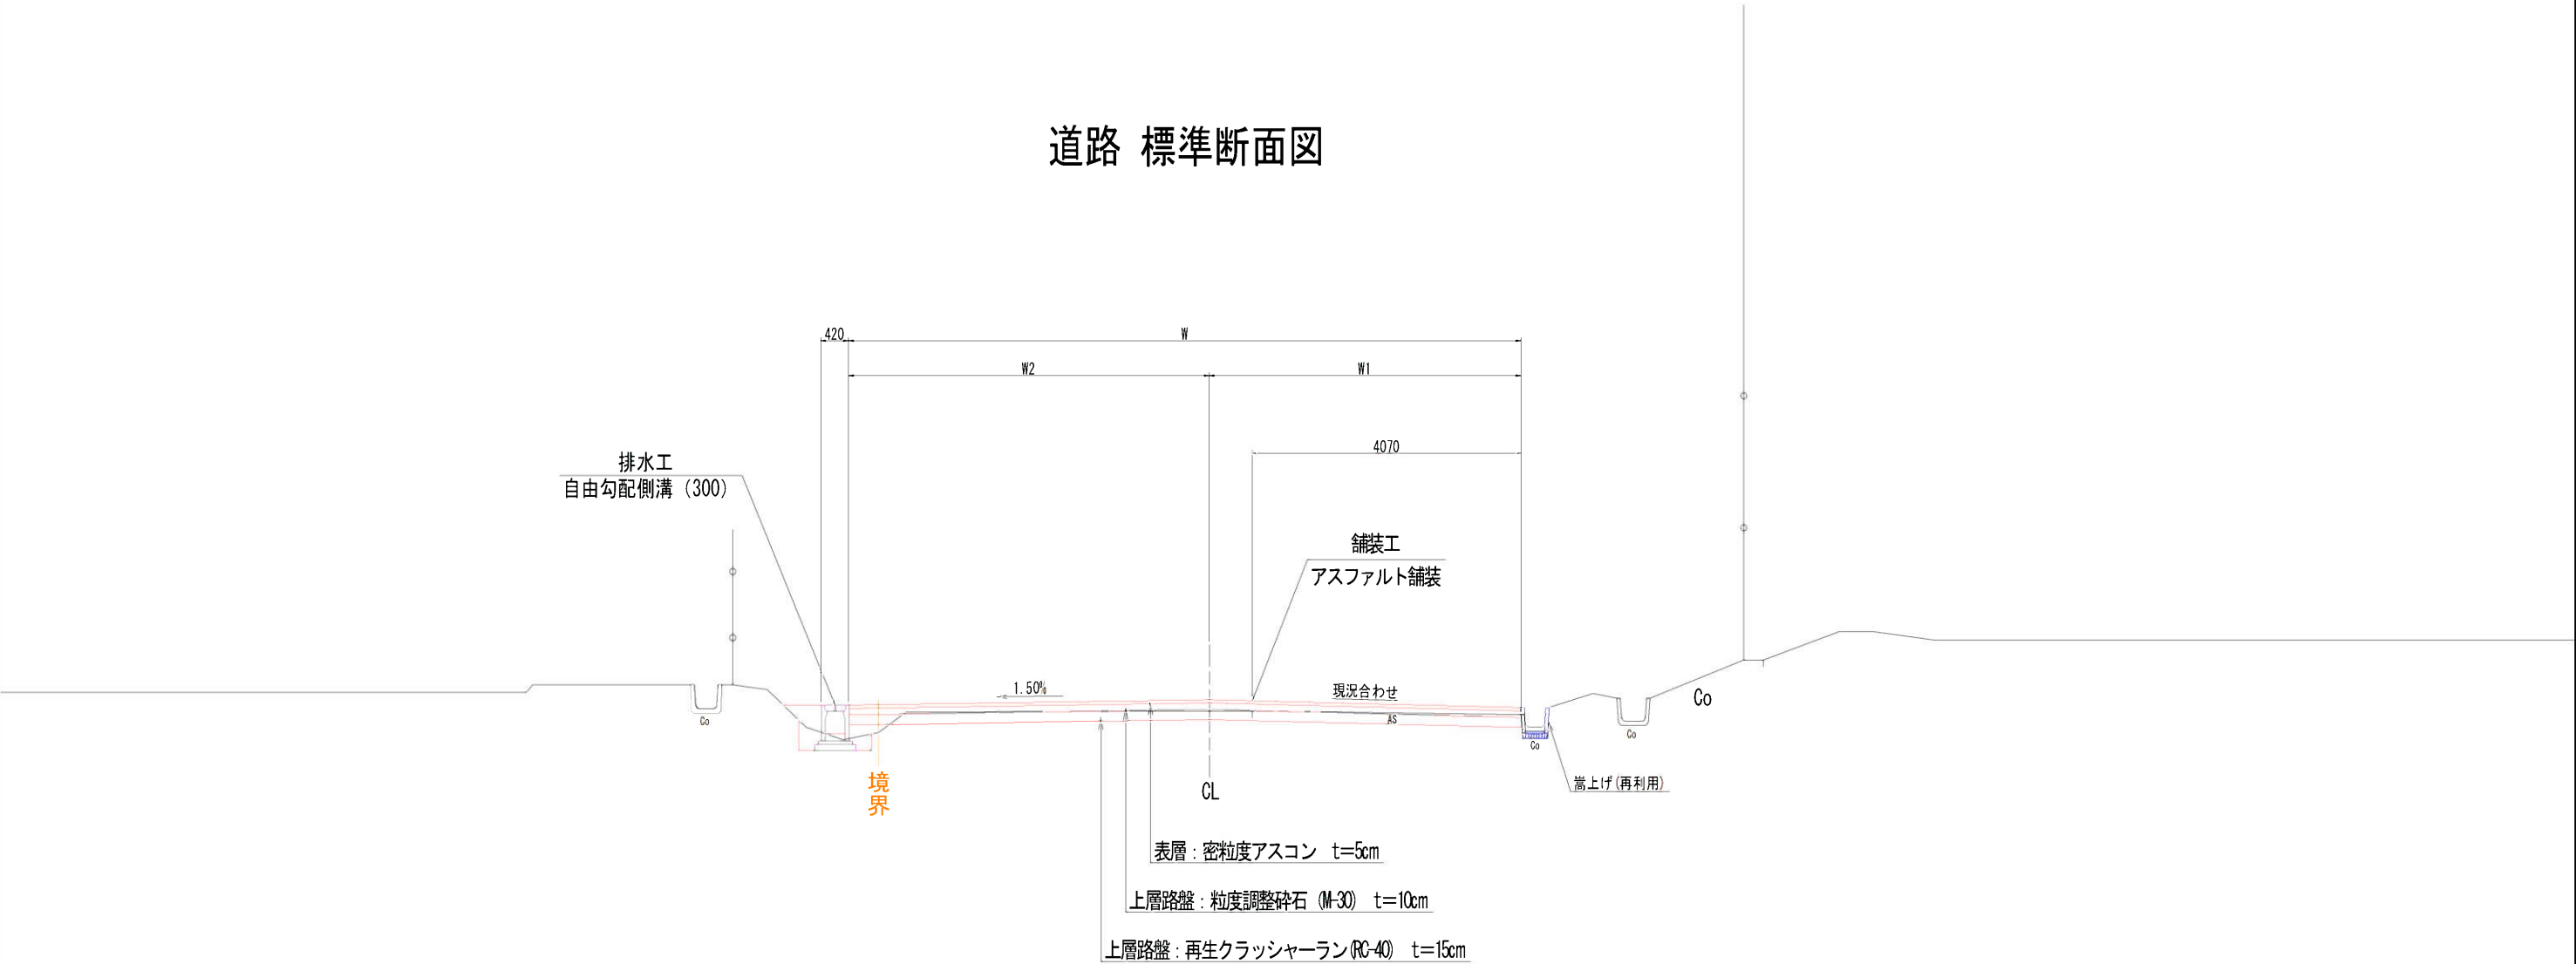 道路 標準断面図
420
W
W2
W1
4070
排水工
自由勾配側溝 (300)
舗装工
アスファルト舗装
1.50%
現況合わせ
As
Co
Co
Co
Co
境界
CL
嵩上げ(再利用)
表層：密粒度アスコン t=5cm
上層路盤：粒度調整砕石 (M-30) t=10cm
上層路盤：再生クラッシャーラン(RC-40) t=15cm